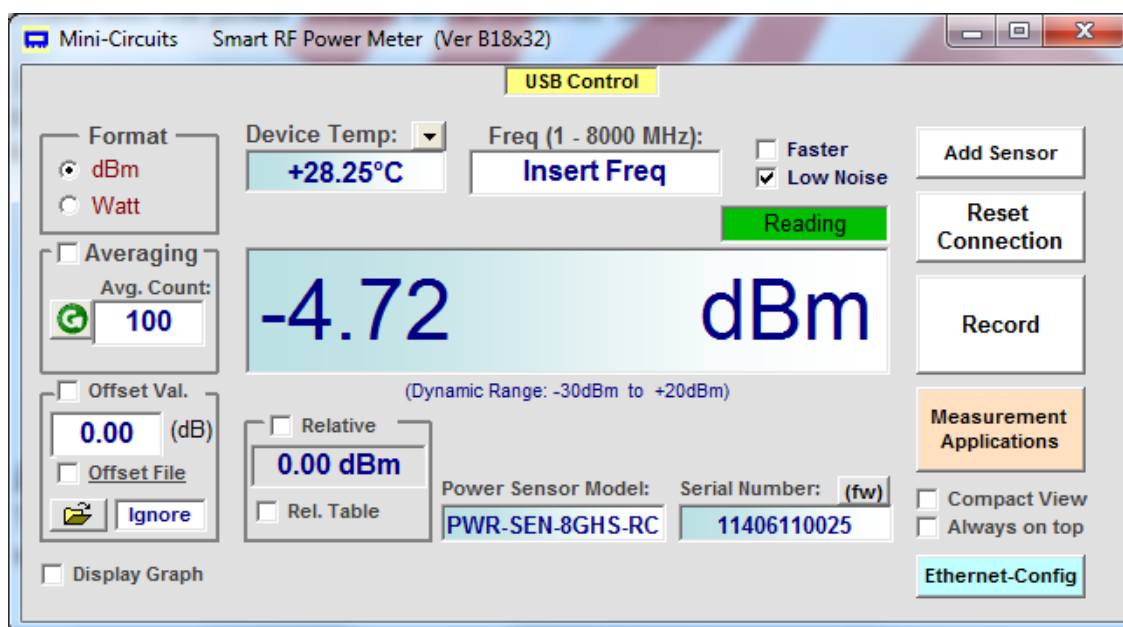 Mini-Circuits Smart RF Power Meter (Ver B18x32)
USB Control
Format
dBm
Watt
Device Temp:
+28.25°C
Freq (1 - 8000 MHz):
Insert Freq
Faster
Low Noise
Reading
Add Sensor
Reset
Connection
Averaging
Avg. Count:
100
-4.72 dBm
Record
(Dynamic Range: -30dBm to +20dBm)
Offset Val.
0.00 (dB)
Offset File
Ignore
Relative
0.00 dBm
Rel. Table
Power Sensor Model:
PWR-SEN-8GHS-RC
Serial Number: (fw)
11406110025
Measurement
Applications
Compact View
Always on top
Display Graph
Ethernet-Config